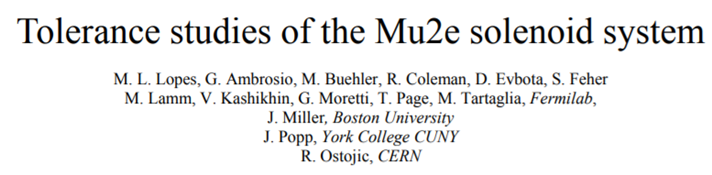 Tolerance studies of the Mu2e solenoid system
M. L. Lopes, G. Ambrosio, M. Buehler, R. Coleman, D. Evbota, S. Feher
M. Lamm, V. Kashikhin, G. Moretti, T. Page, M. Tartaglia, Fermilab,
J. Miller, Boston University
J. Popp, York College CUNY
R. Ostojic, CERN